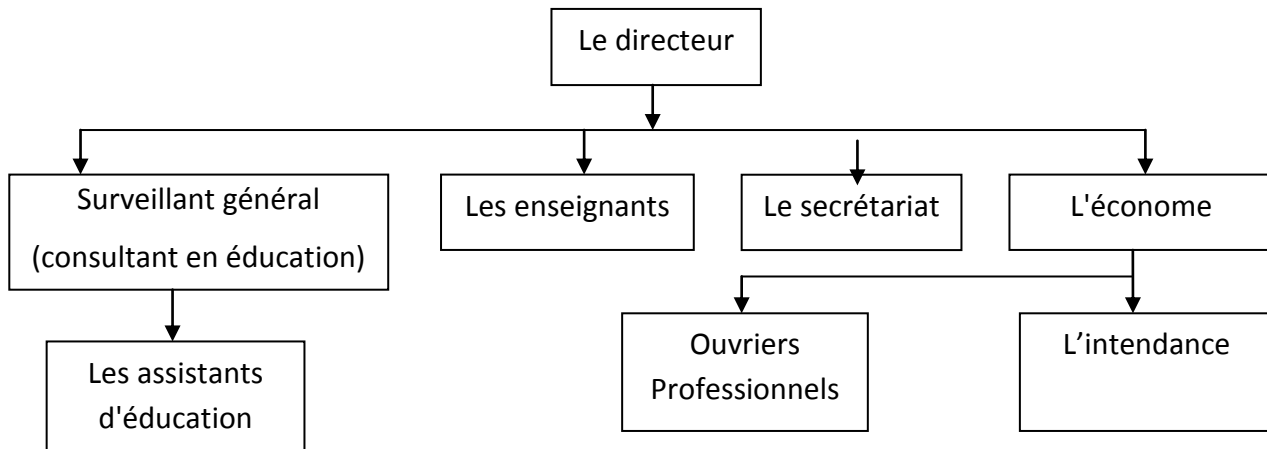 Le directeur
Surveillant général
(consultant en éducation)
Les enseignants
Le secrétariat
L'économe
Les assistants
d'éducation
Ouvriers
Professionnels
L’intendance